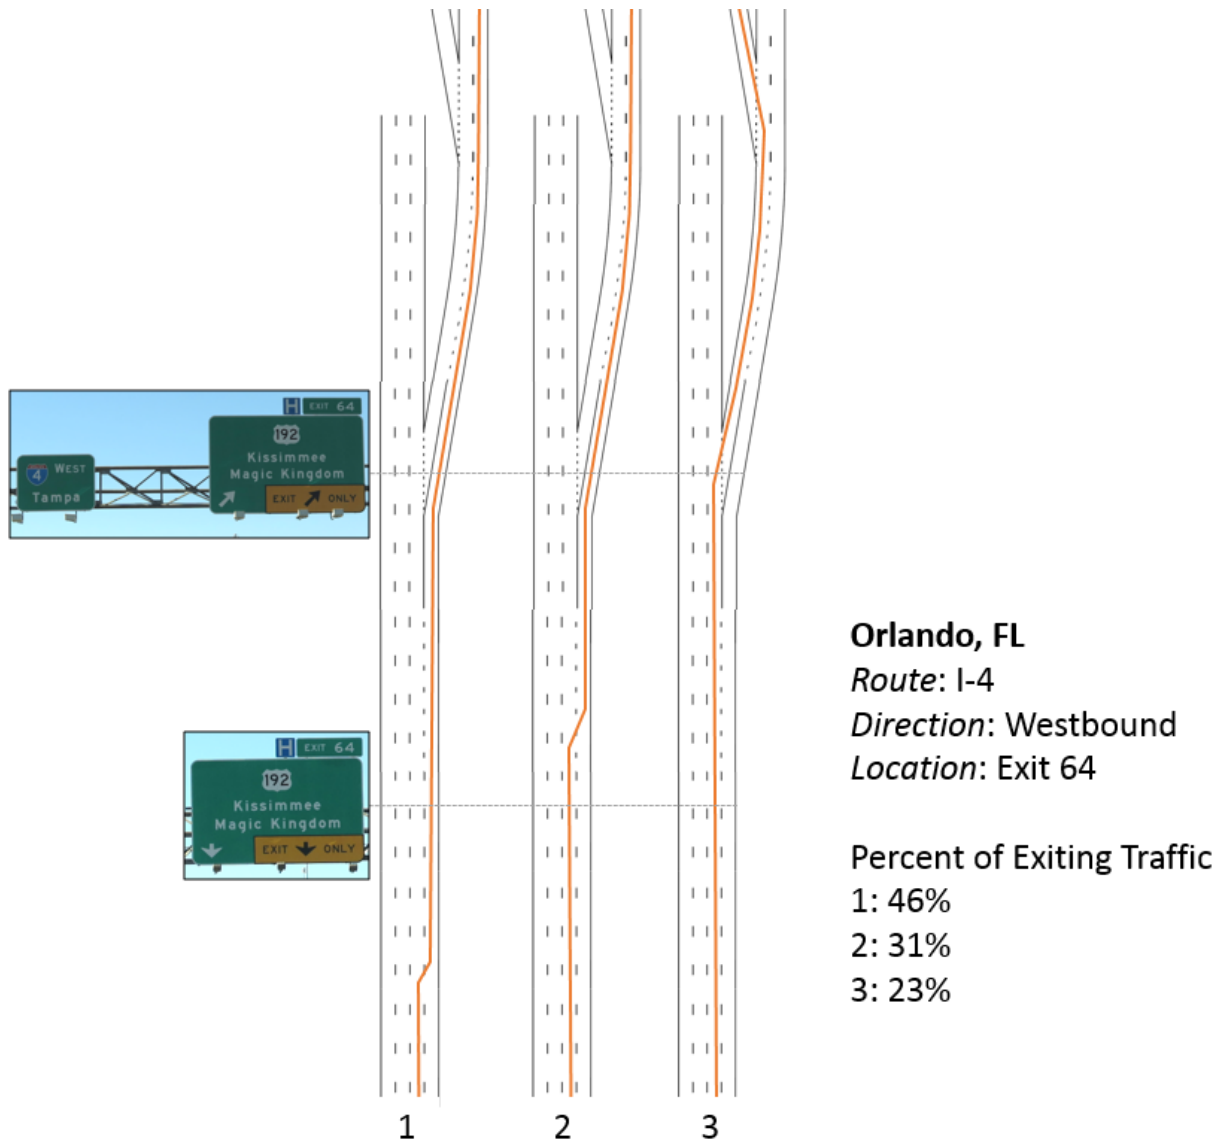 EXIT 64
192
Kissimmee
Magic Kingdom
EXIT ONLY
4 WEST
Tampa
H EXIT 64
192
Kissimmee
Magic Kingdom
EXIT ONLY
Orlando, FL
Route: I-4
Direction: Westbound
Location: Exit 64
Percent of Exiting Traffic
1: 46%
2: 31%
3: 23%
1 2 3